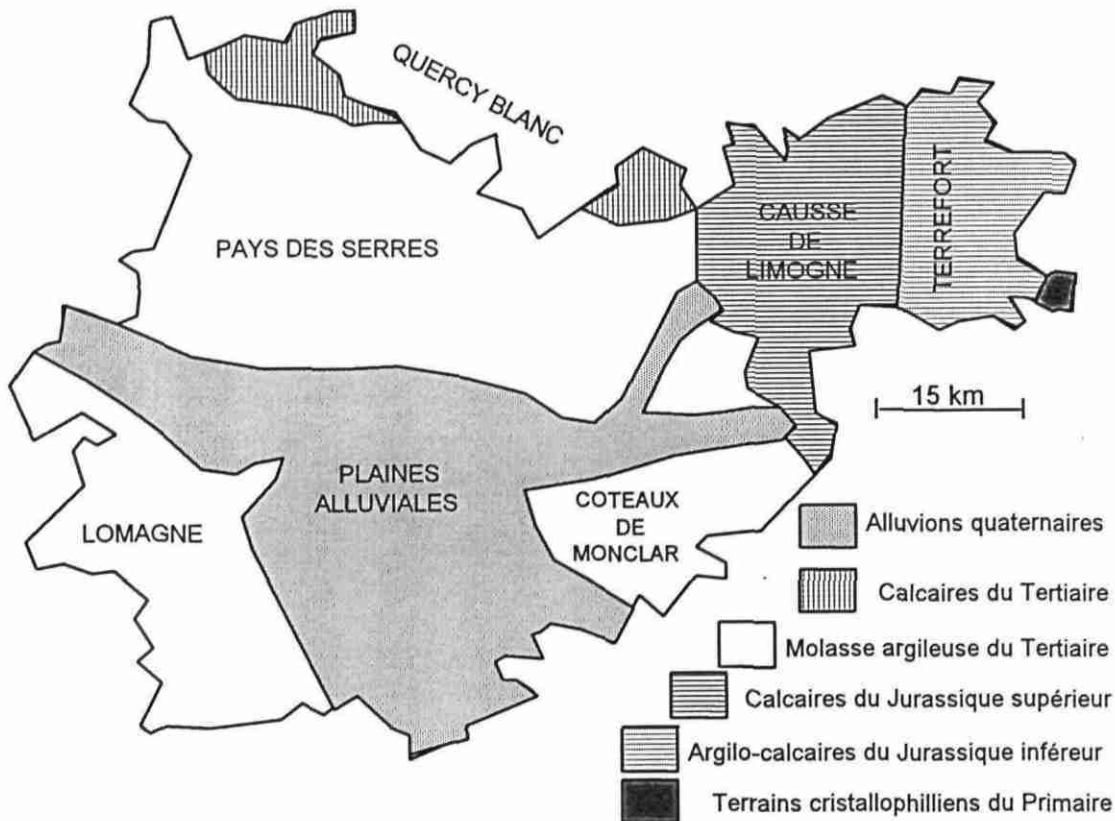 QUERCY BLANC
PAYS DES SERRES
CAUSSE
DE
LIMOGNE
TERREFORT
15 km
PLAINES
ALLUVIALES
LOMAGNE
COTEAUX
DE
MONCLAR
Alluvions quaternaires
Calcaires du Tertiaire
Molasse argileuse du Tertiaire
Calcaires du Jurassique supérieur
Argilo-calcaires du Jurassique inféreur
Terrains cristallophilliens du Primaire